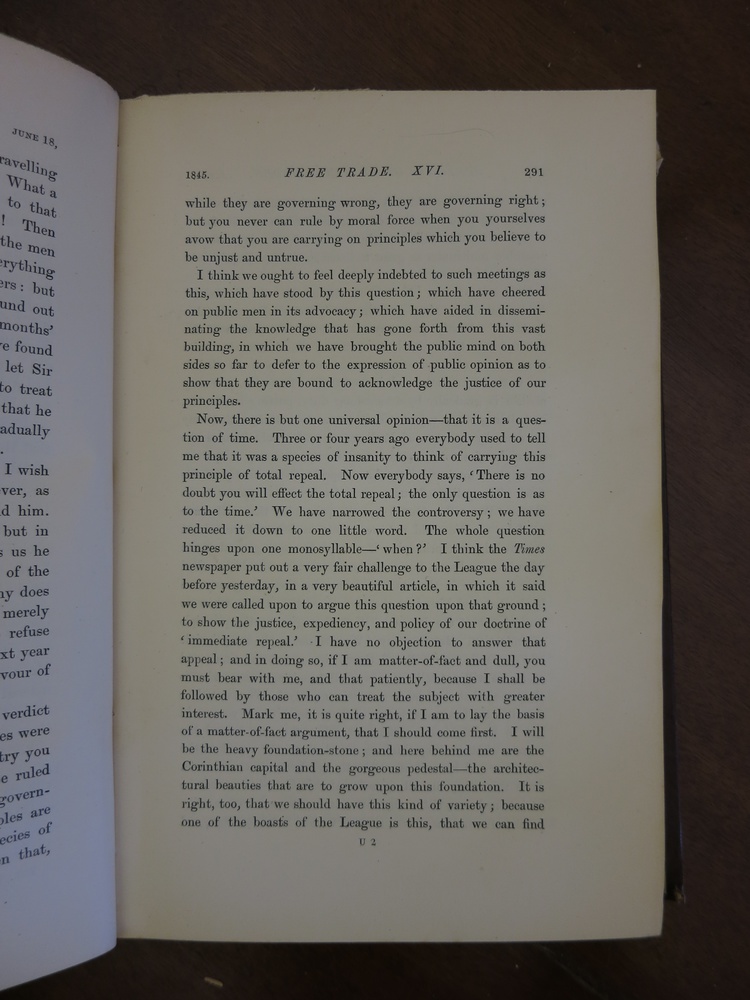 JUNE 18,
ravelling
What a
to that
! Then
the men
erything
ers: but
und out
months'
e found
let Sir
to treat
that he
adually
.
I wish
ver, as
d him.
but in
s us he
of the
ny does
merely
refuse
xt year
vour of
verdict
es were
try you
e ruled
govern-
ples are
ecies of
n that,
1845. FREE TRADE. XVI. 291
while they are governing wrong, they are governing right;
but you never can rule by moral force when you yourselves
avow that you are carrying on principles which you believe to
be unjust and untrue.
I think we ought to feel deeply indebted to such meetings as
this, which have stood by this question; which have cheered
on public men in its advocacy; which have aided in dissemi-
nating the knowledge that has gone forth from this vast
building, in which we have brought the public mind on both
sides so far to defer to the expression of public opinion as to
show that they are bound to acknowledge the justice of our
principles.
Now, there is but one universal opinion—that it is a ques-
tion of time. Three or four years ago everybody used to tell
me that it was a species of insanity to think of carrying this
principle of total repeal. Now everybody says, 'There is no
doubt you will effect the total repeal; the only question is as
to the time.' We have narrowed the controversy; we have
reduced it down to one little word. The whole question
hinges upon one monosyllable—'when?' I think the Times
newspaper put out a very fair challenge to the League the day
before yesterday, in a very beautiful article, in which it said
we were called upon to argue this question upon that ground;
to show the justice, expediency, and policy of our doctrine of
'immediate repeal.' I have no objection to answer that
appeal; and in doing so, if I am matter-of-fact and dull, you
must bear with me, and that patiently, because I shall be
followed by those who can treat the subject with greater
interest. Mark me, it is quite right, if I am to lay the basis
of a matter-of-fact argument, that I should come first. I will
be the heavy foundation-stone; and here behind me are the
Corinthian capital and the gorgeous pedestal—the architec-
tural beauties that are to grow upon this foundation. It is
right, too, that we should have this kind of variety; because
one of the boasts of the League is this, that we can find
U 2